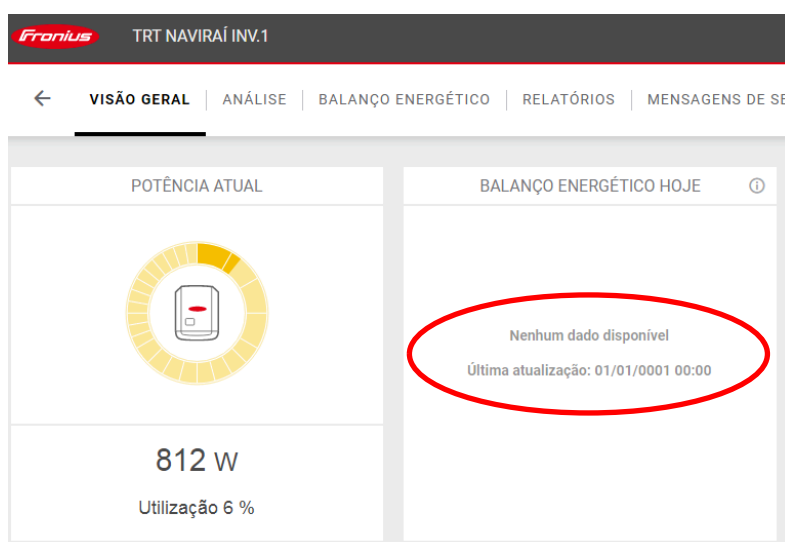 Fronius TRT NAVIRAÍ INV.1
VISÃO GERAL ANÁLISE BALANÇO ENERGÉTICO RELATÓRIOS MENSAGENS DE SE
POTÊNCIA ATUAL
BALANÇO ENERGÉTICO HOJE
Nenhum dado disponível
Última atualização: 01/01/0001 00:00
812 W
Utilização 6 %